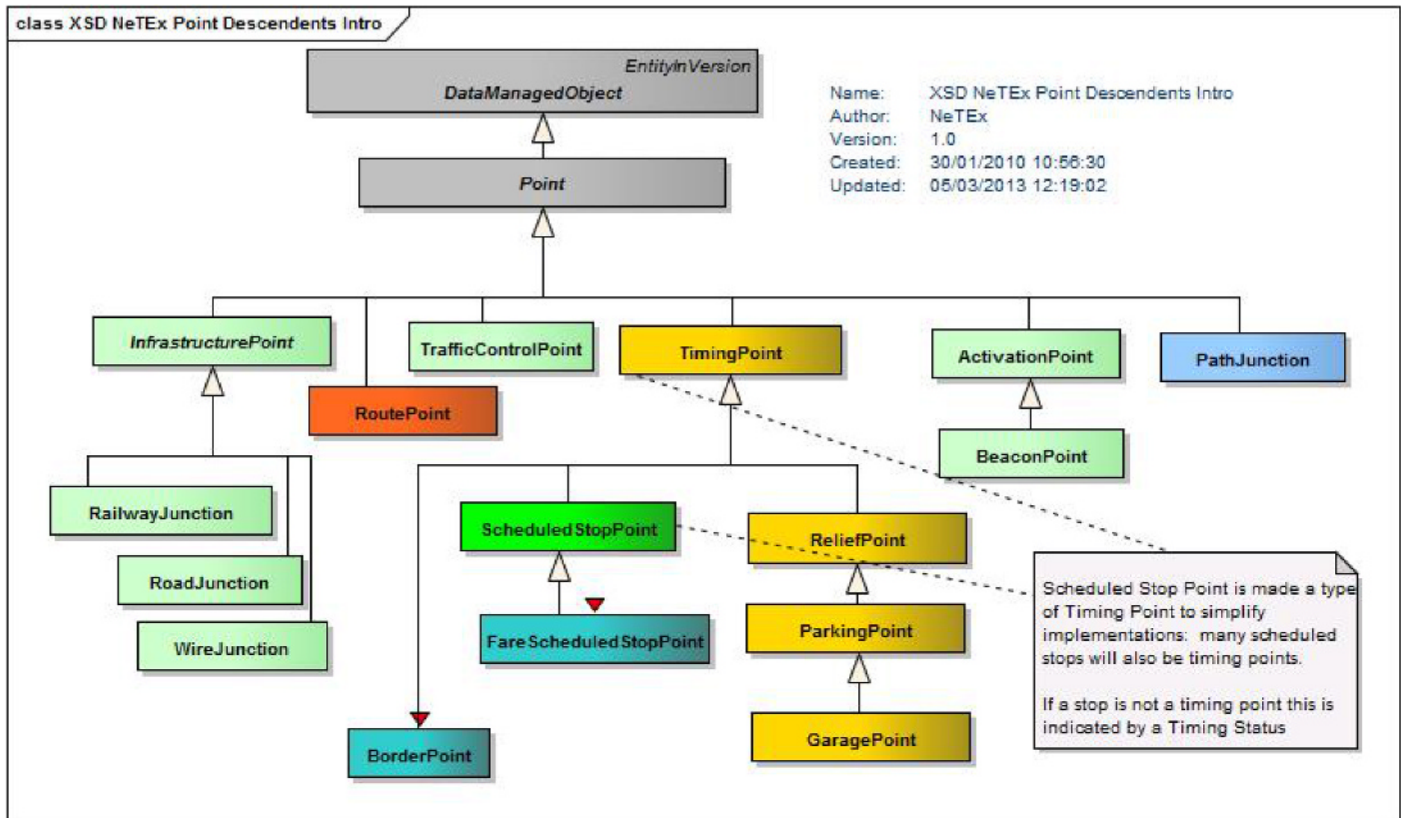 class XSD NeTEx Point Descendents Intro
EntityInVersion
DataManagedObject
Name: XSD NeTEx Point Descendents Intro
Author: NeTEx
Version: 1.0
Created: 30/01/2010 10:56:30
Updated: 05/03/2013 12:19:02
Point
InfrastructurePoint
TrafficControlPoint
TimingPoint
ActivationPoint
PathJunction
RoutePoint
BeaconPoint
RailwayJunction
ScheduledStopPoint
ReliefPoint
RoadJunction
WireJunction
FareScheduledStopPoint
ParkingPoint
Scheduled Stop Point is made a type
of Timing Point to simplify
implementations: many scheduled
stops will also be timing points.
If a stop is not a timing point this is
indicated by a Timing Status
BorderPoint
GaragePoint